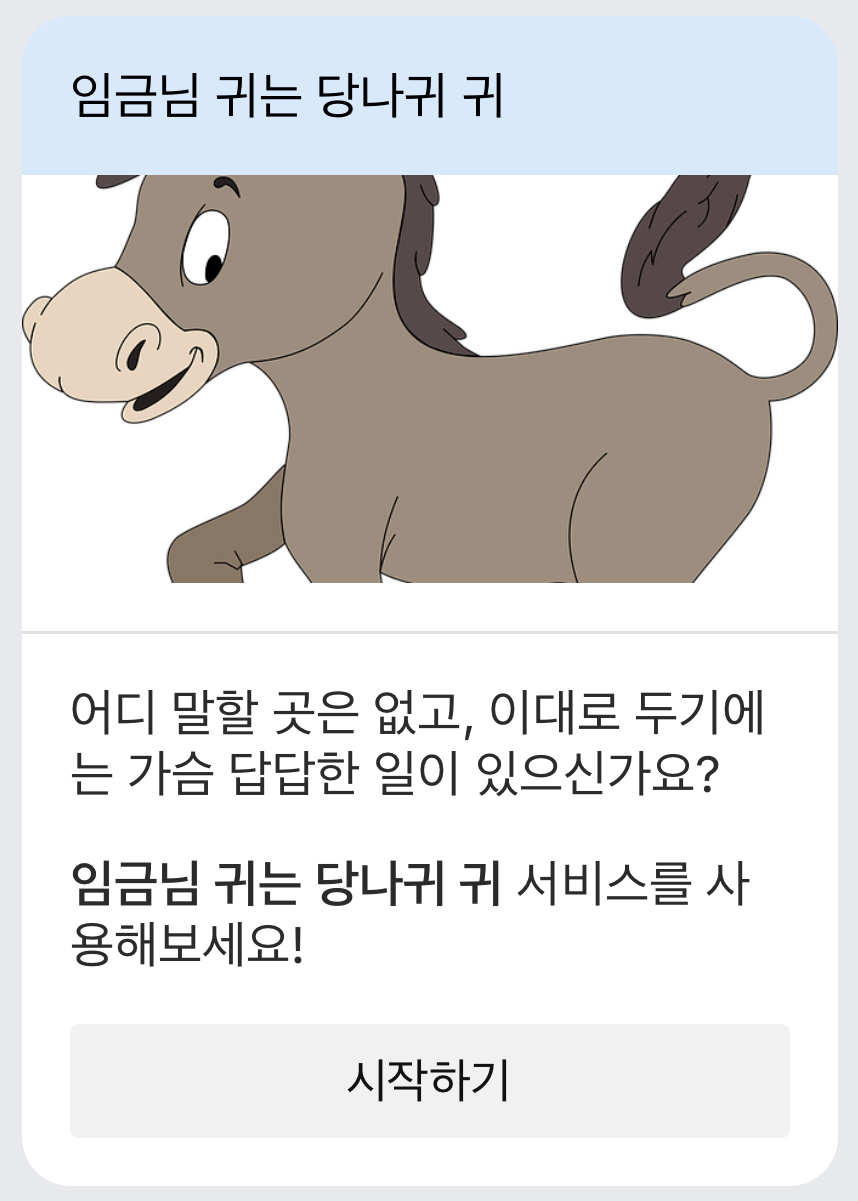 임금님 귀는 당나귀 귀
어디 말할 곳은 없고, 이대로 두기에
는 가슴 답답한 일이 있으신가요?
임금님 귀는 당나귀 귀 서비스를 사
용해보세요!
시작하기